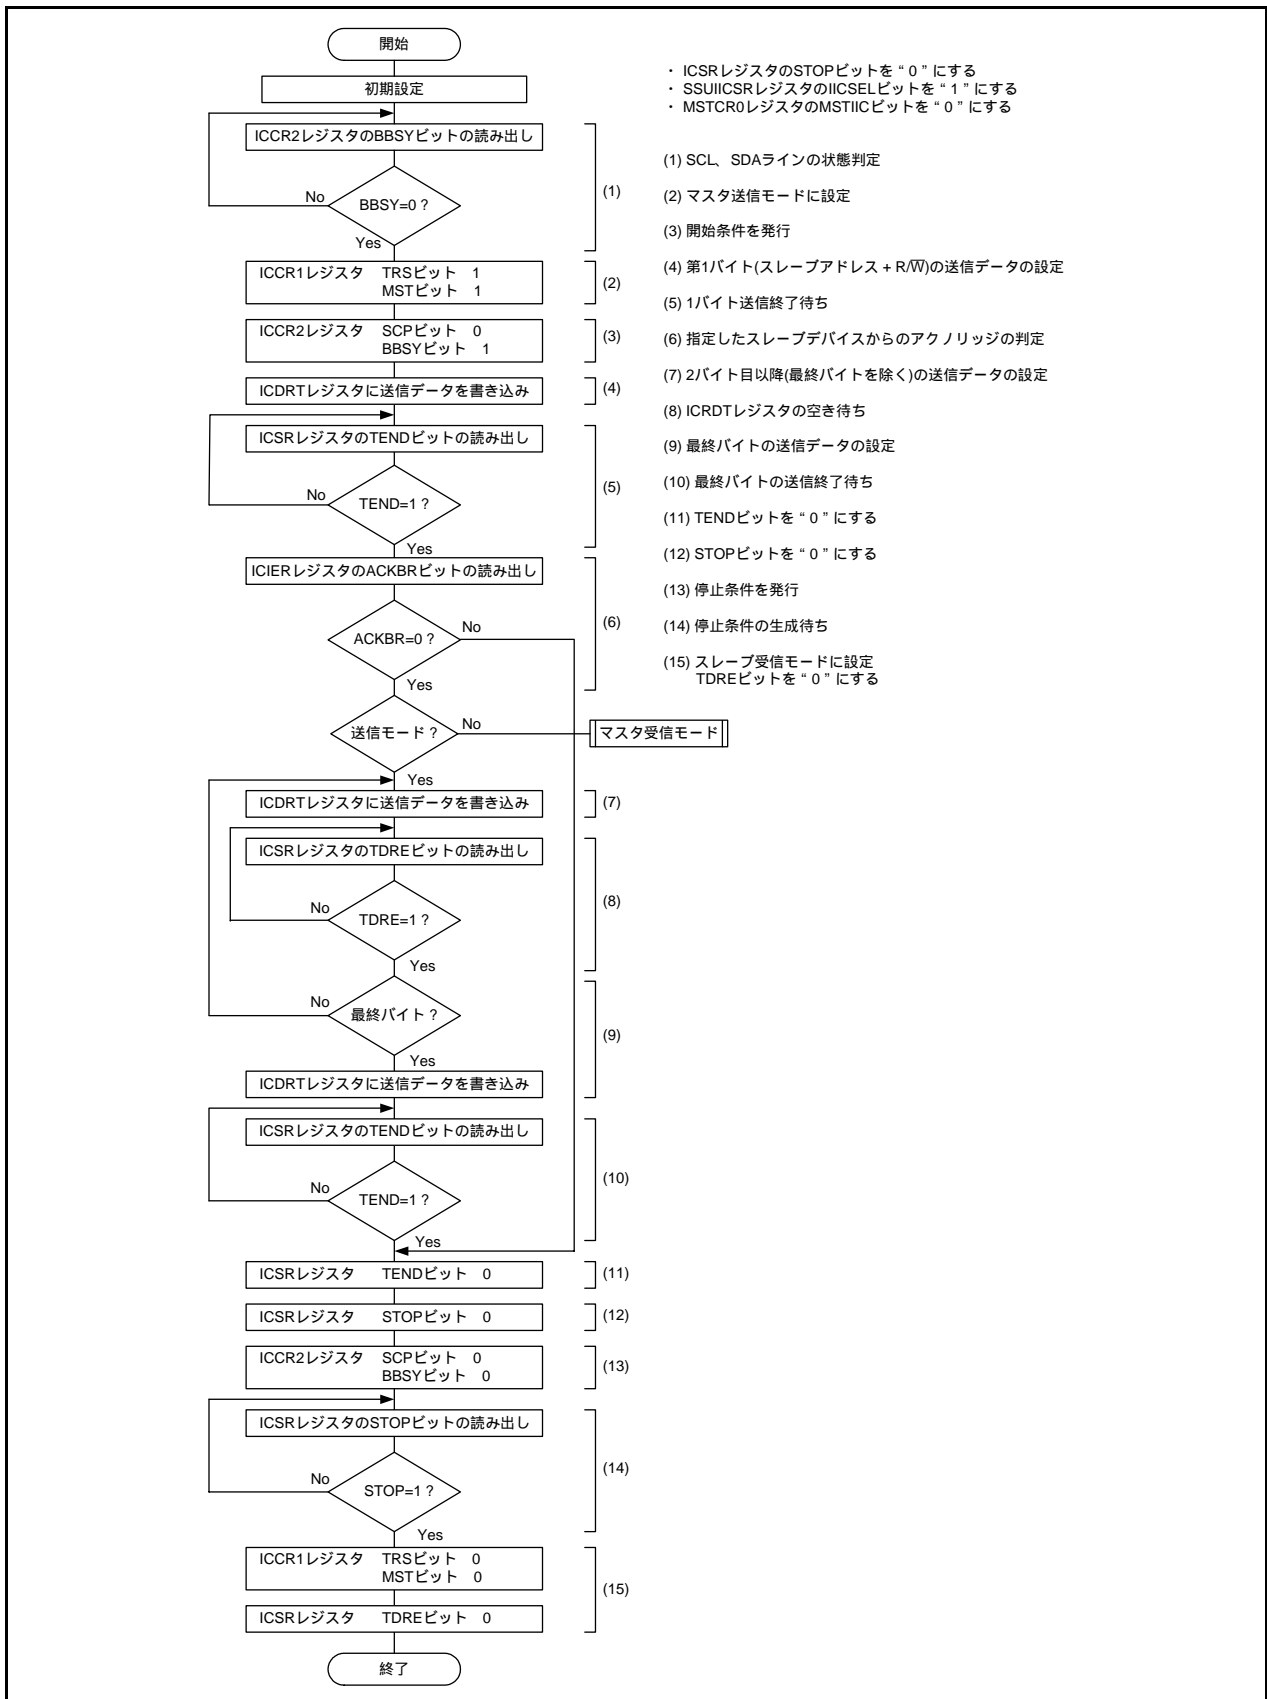 開始
初期設定
・ ICSRレジスタのSTOPビットを“ 0 ”にする
・ SSUIICSRレジスタのIICSELビットを“ 1 ”にする
・ MSTCR0レジスタのMSTIICビットを“ 0 ”にする
ICCR2レジスタのBBSYビットの読み出し
BBSY=0 ?
No
Yes
(1)
ICCR1レジスタ TRSビット 1
MSTビット 1
(2)
ICCR2レジスタ SCPビット 0
BBSYビット 1
(3)
ICDRTレジスタに送信データを書き込み
(4)
ICSRレジスタのTENDビットの読み出し
TEND=1 ?
No
Yes
(5)
ICIERレジスタのACKBRビットの読み出し
ACKBR=0 ?
No
Yes
(6)
送信モード ?
No
Yes
マスタ受信モード
ICDRTレジスタに送信データを書き込み
(7)
ICSRレジスタのTDREビットの読み出し
TDRE=1 ?
No
Yes
(8)
最終バイト ?
No
Yes
ICDRTレジスタに送信データを書き込み
(9)
ICSRレジスタのTENDビットの読み出し
TEND=1 ?
No
Yes
(10)
ICSRレジスタ TENDビット 0
(11)
ICSRレジスタ STOPビット 0
(12)
ICCR2レジスタ SCPビット 0
BBSYビット 0
(13)
ICSRレジスタのSTOPビットの読み出し
STOP=1 ?
No
Yes
(14)
ICCR1レジスタ TRSビット 0
MSTビット 0
ICSRレジスタ TDREビット 0
(15)
終了
(1) SCL、SDAラインの状態判定
(2) マスタ送信モードに設定
(3) 開始条件を発行
(4) 第1バイト(スレーブアドレス + R/W̅)の送信データの設定
(5) 1バイト送信終了待ち
(6) 指定したスレーブデバイスからのアクノリッジの判定
(7) 2バイト目以降(最終バイトを除く)の送信データの設定
(8) ICRDTレジスタの空き待ち
(9) 最終バイトの送信データの設定
(10) 最終バイトの送信終了待ち
(11) TENDビットを“ 0 ”にする
(12) STOPビットを“ 0 ”にする
(13) 停止条件を発行
(14) 停止条件の生成待ち
(15) スレーブ受信モードに設定
TDREビットを“ 0 ”にする